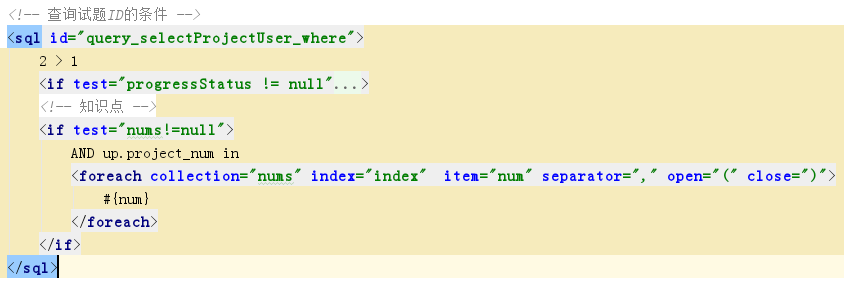 <!-- 查询试题ID的条件 -->
<sql id="query_selectProjectUser_where">
    2 > 1
    <if test="progressStatus != null"...>
    <!-- 知识点 -->
    <if test="nums!=null">
        AND up.project_num in
        <foreach collection="nums" index="index"  item="num" separator="," open="(" close=")">
            #{num}
        </foreach>
    </if>
</sql>